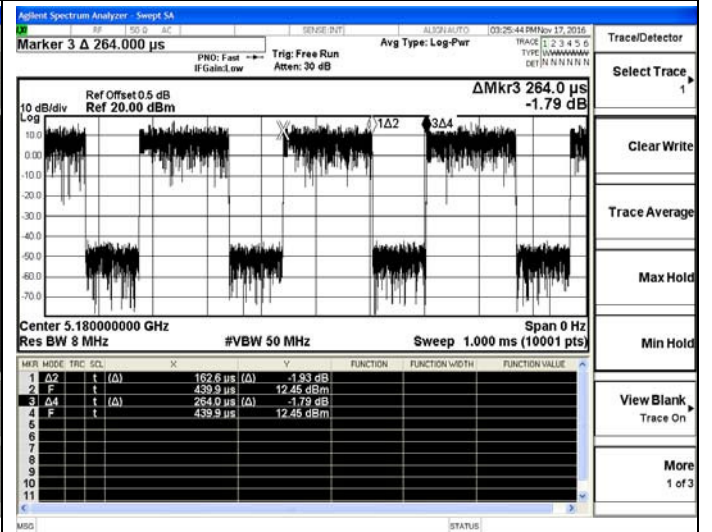 Agilent Spectrum Analyzer - Swept SA
RF 50 Ω AC SENSE:INT ALIGN AUTO 03:25:44 PM Nov 17, 2016
Marker 3 Δ 264.000 µs
PNO: Fast
IFGain:Low
Trig: Free Run
Atten: 30 dB
Avg Type: Log-Pwr
TRACE 1 2 3 4 5 6
TYPE WWWWWW
DET N N N N N N
Trace/Detector
Select Trace
1
Clear Write
Trace Average
Max Hold
Min Hold
View Blank
Trace On
More
1 of 3
ΔMkr3 264.0 µs
-1.79 dB
Ref Offset 0.5 dB
10 dB/div Ref 20.00 dBm
Log
10.0
0.00
-10.0
-20.0
-30.0
-40.0
-50.0
-60.0
-70.0
1Δ2
3Δ4
Center 5.180000000 GHz Span 0 Hz
Res BW 8 MHz #VBW 50 MHz Sweep 1.000 ms (10001 pts)
MKR MODE TRC SCL X Y FUNCTION FUNCTION WIDTH FUNCTION VALUE
1 Δ2 t (Δ) 162.6 µs (Δ) -1.93 dB
2 F t 439.9 µs 12.45 dBm
3 Δ4 t (Δ) 264.0 µs (Δ) -1.79 dB
4 F t 439.9 µs 12.45 dBm
5
6
7
8
9
10
11
MSG STATUS